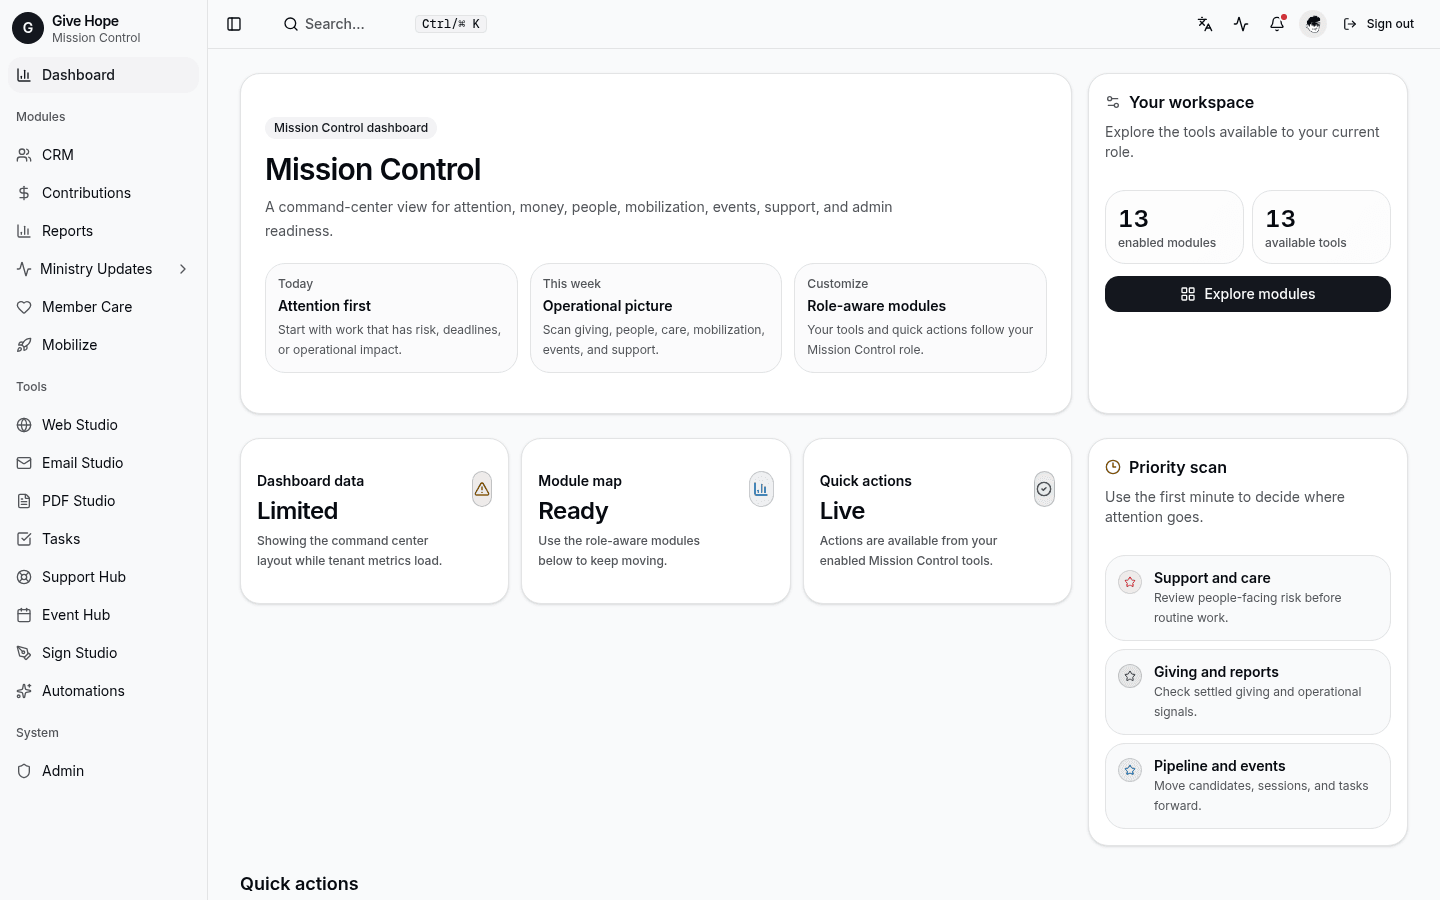 G
Give Hope
Mission Control
Dashboard
Modules
CRM
Contributions
Reports
Ministry Updates
Member Care
Mobilize
Tools
Web Studio
Email Studio
PDF Studio
Tasks
Support Hub
Event Hub
Sign Studio
Automations
System
Admin
Search...
Ctrl/⌘ K
Sign out
Mission Control dashboard
Mission Control
A command-center view for attention, money, people, mobilization, events, support, and admin
readiness.
Today
Attention first
Start with work that has risk, deadlines,
or operational impact.
This week
Operational picture
Scan giving, people, care, mobilization,
events, and support.
Customize
Role-aware modules
Your tools and quick actions follow your
Mission Control role.
Your workspace
Explore the tools available to your current
role.
13
enabled modules
13
available tools
Explore modules
Dashboard data
Limited
Showing the command center
layout while tenant metrics load.
Module map
Ready
Use the role-aware modules
below to keep moving.
Quick actions
Live
Actions are available from your
enabled Mission Control tools.
Priority scan
Use the first minute to decide where
attention goes.
Support and care
Review people-facing risk before
routine work.
Giving and reports
Check settled giving and operational
signals.
Pipeline and events
Move candidates, sessions, and tasks
forward.
Quick actions